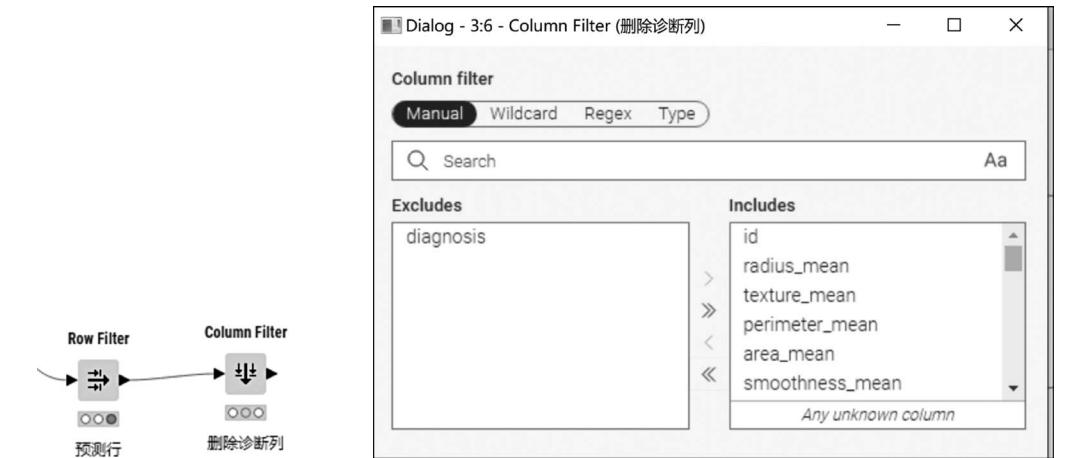 Row Filter
预测行
Column Filter
删除诊断列
Dialog - 3:6 - Column Filter (删除诊断列)
Column filter
Manual Wildcard Regex Type
Search Aa
Excludes
diagnosis
Includes
id
radius_mean
texture_mean
perimeter_mean
area_mean
smoothness_mean
Any unknown column